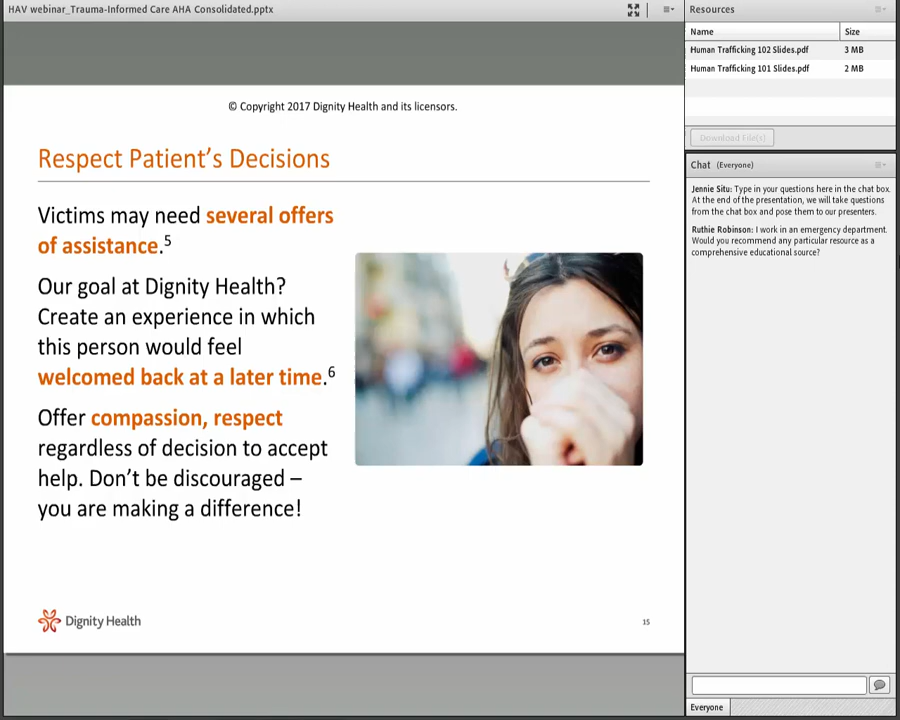 HAV webinar_Trauma-Informed Care AHA Consolidated.pptx
© Copyright 2017 Dignity Health and its licensors.
Respect Patient's Decisions
Victims may need several offers
of assistance.5
Our goal at Dignity Health?
Create an experience in which
this person would feel
welcomed back at a later time.6
Offer compassion, respect
regardless of decision to accept
help. Don't be discouraged –
you are making a difference!
Dignity Health
15
Resources
Name Size
Human Trafficking 102 Slides.pdf 3 MB
Human Trafficking 101 Slides.pdf 2 MB
Download File(s)
Chat (Everyone)
Jennie Situ: Type in your questions here in the chat box.
At the end of the presentation, we will take questions
from the chat box and pose them to our presenters.
Ruthie Robinson: I work in an emergency department.
Would you recommend any particular resource as a
comprehensive educational source?
Everyone